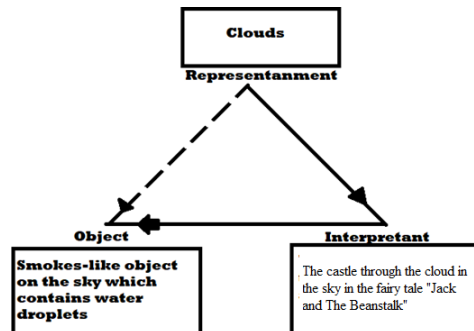 Clouds
Representanment
Object
Interpretant
Smokes-like object
on the sky which
contains water
droplets
The castle through the cloud in
the sky in the fairy tale "Jack
and The Beanstalk"